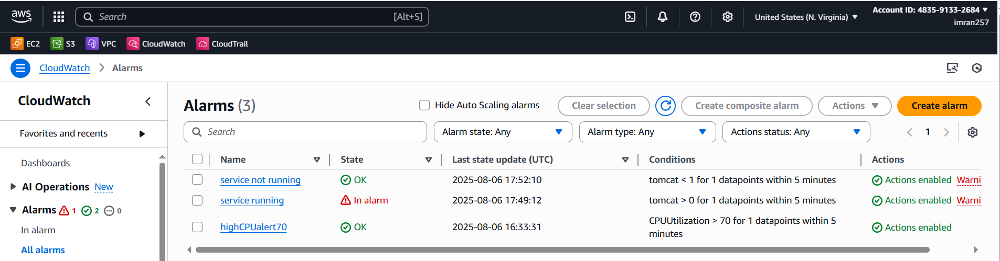 aws
Search [Alt+S]
United States (N. Virginia)
Account ID: 4835-9133-2684
imran257
EC2 S3 VPC CloudWatch CloudTrail
CloudWatch Alarms
CloudWatch
Favorites and recents
Dashboards
AI Operations New
Alarms 1 2 0
In alarm
All alarms
Alarms (3)
Hide Auto Scaling alarms Clear selection Create composite alarm Actions Create alarm
Search Alarm state: Any Alarm type: Any Actions status: Any 1
Name State Last state update (UTC) Conditions Actions
service not running OK 2025-08-06 17:52:10 tomcat < 1 for 1 datapoints within 5 minutes Actions enabled Warni
service running In alarm 2025-08-06 17:49:12 tomcat > 0 for 1 datapoints within 5 minutes Actions enabled Warni
highCPUalert70 OK 2025-08-06 16:33:31 CPUUtilization > 70 for 1 datapoints within 5
minutes Actions enabled